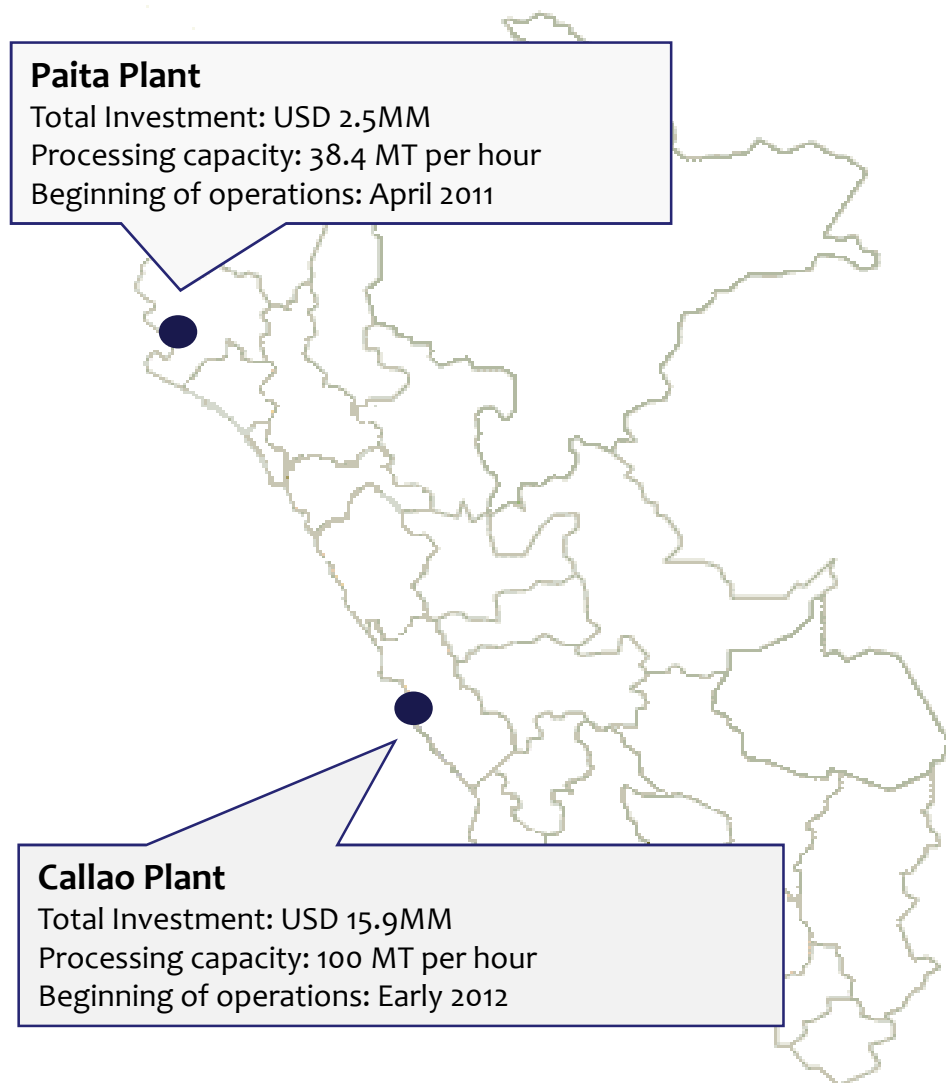 Paita Plant
Total Investment: USD 2.5MM
Processing capacity: 38.4 MT per hour
Beginning of operations: April 2011
Callao Plant
Total Investment: USD 15.9MM
Processing capacity: 100 MT per hour
Beginning of operations: Early 2012